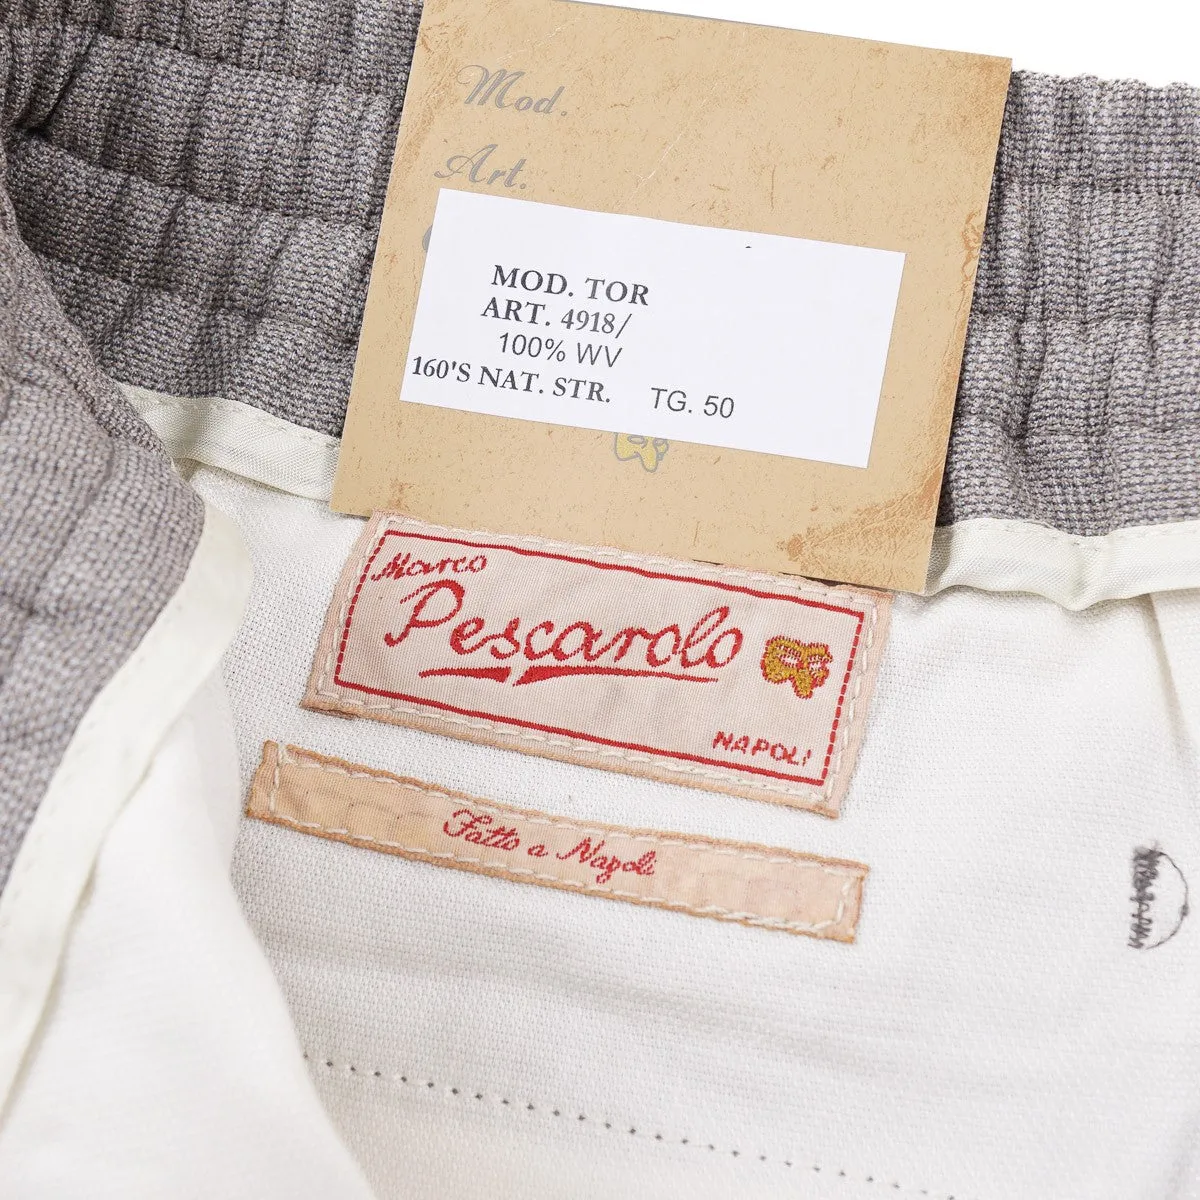 Mod.
Art.
MOD. TOR
ART. 4918/
100% WV
160'S NAT. STR. TG. 50
Marco
Pescarolo
NAPOLI
Fatto a Napoli